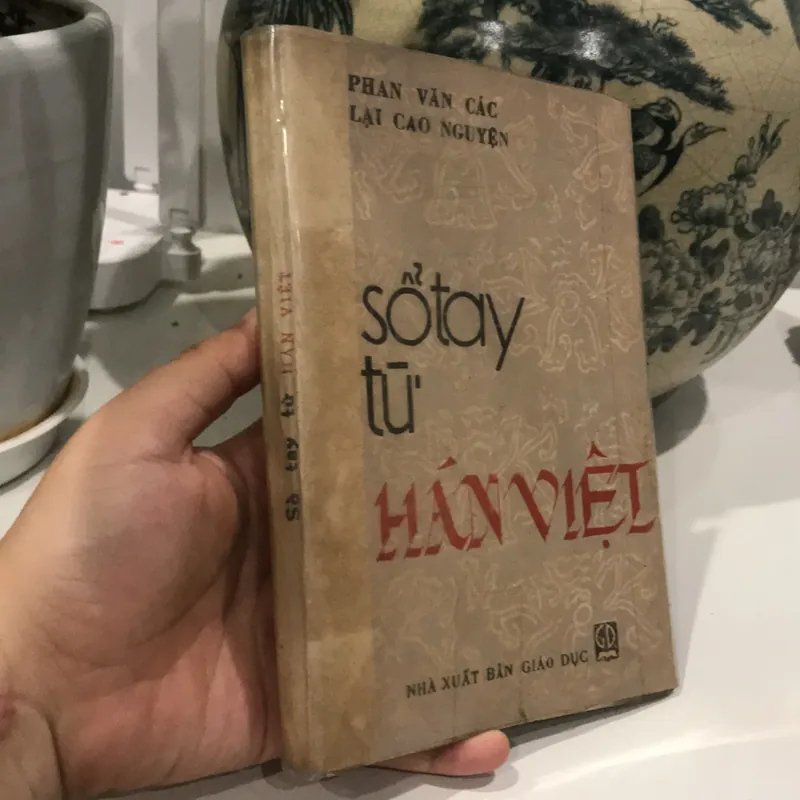 PHAN VĂN CÁC
LẠI CAO NGUYỆN
sổ tay
từ
HÁN VIỆT
NHÀ XUẤT BẢN GIÁO DỤC
GD
Sổ tay từ HÁN VIỆT